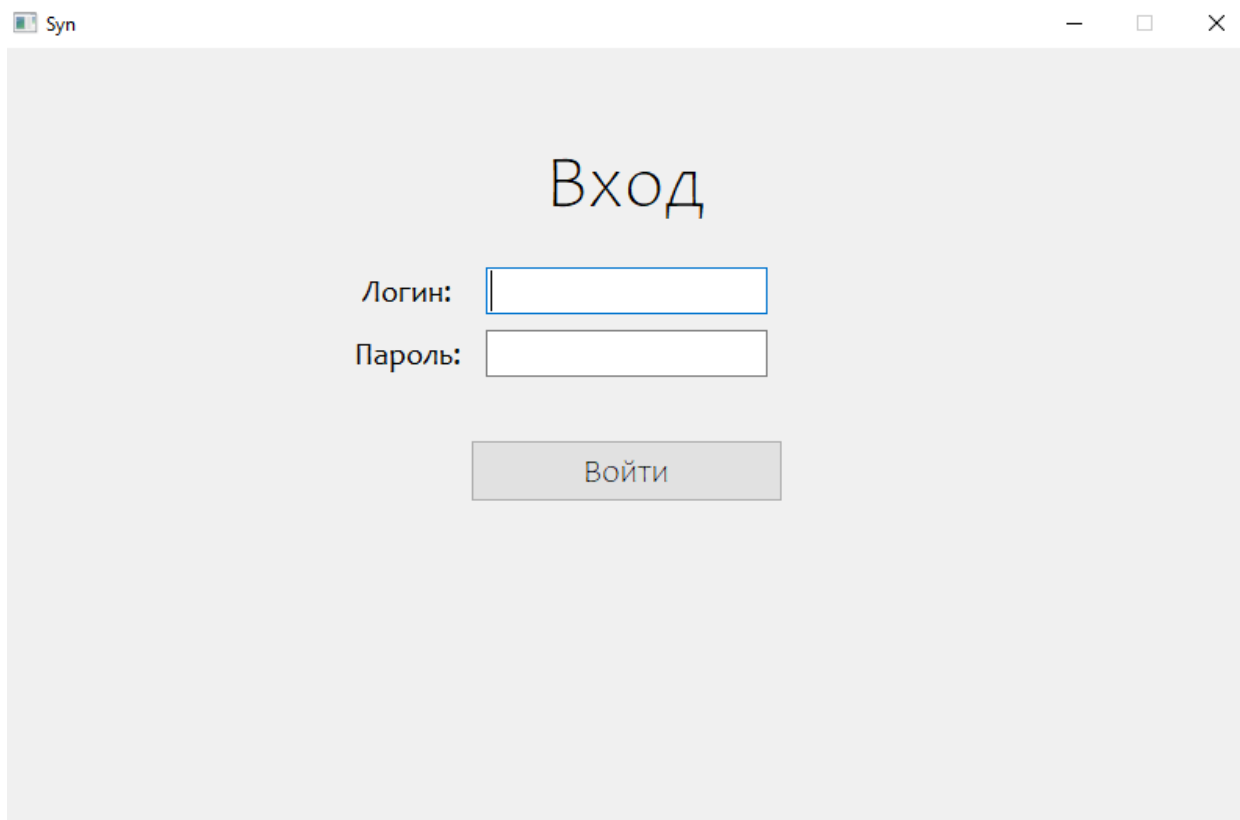 Syn
Вход
Логин:
Пароль:
Войти